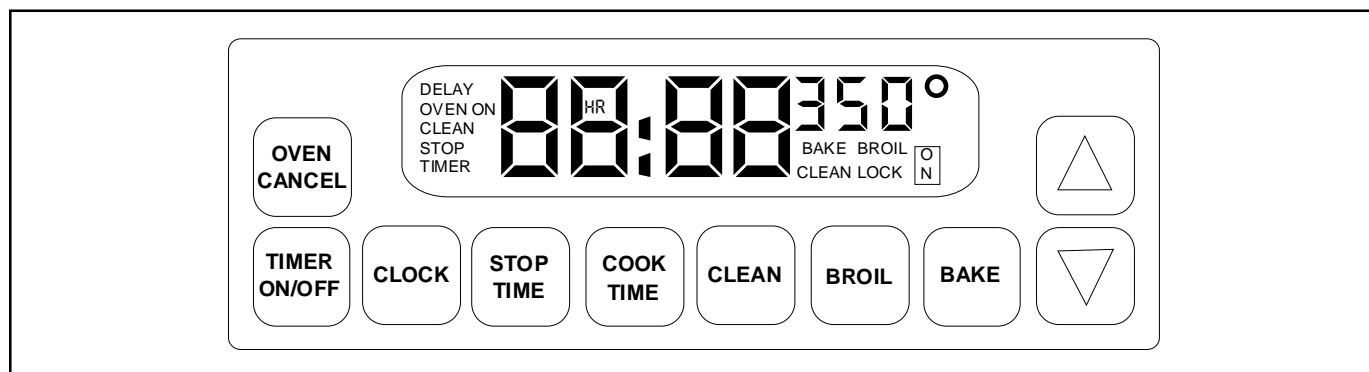 DELAY
OVEN ON
CLEAN
STOP
TIMER
88:88
HR
350°
BAKE BROIL
CLEAN LOCK
ON
OVEN
CANCEL
TIMER
ON/OFF
CLOCK
STOP
TIME
COOK
TIME
CLEAN
BROIL
BAKE